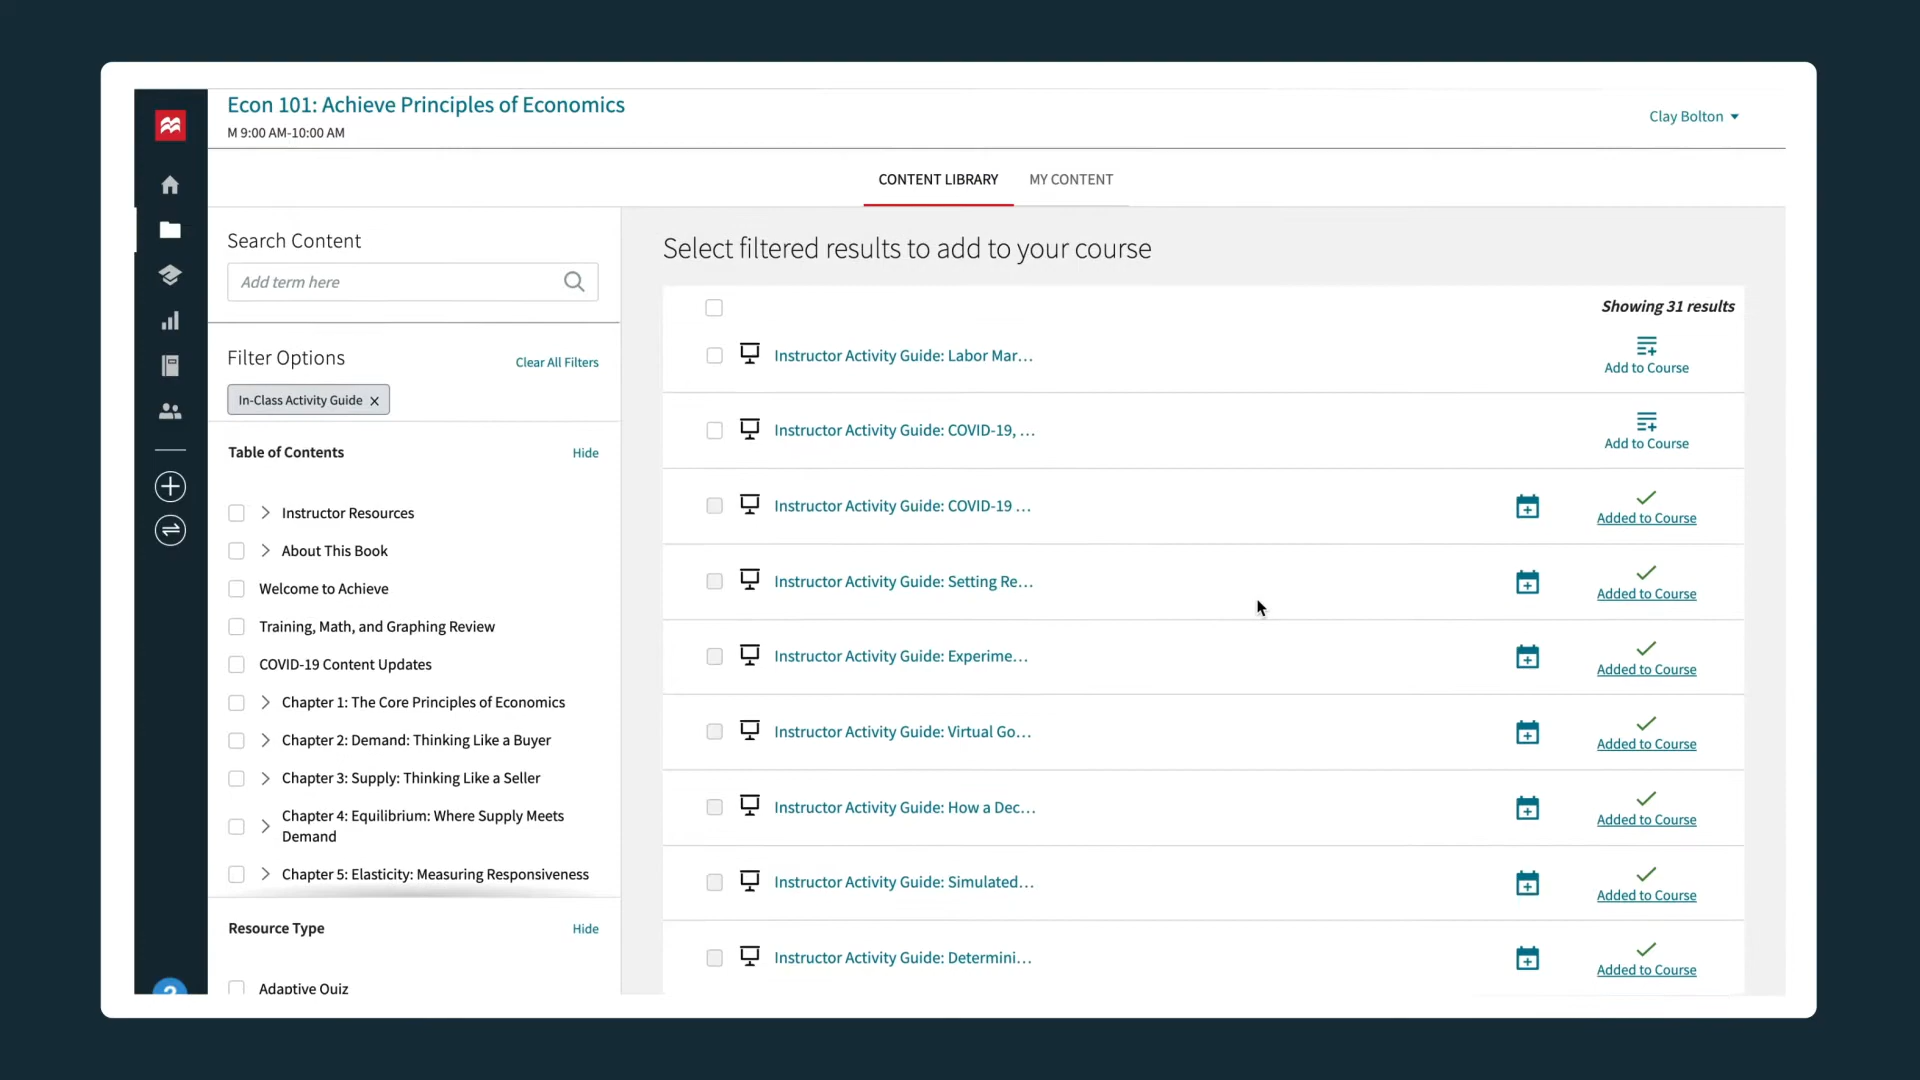 Econ 101: Achieve Principles of Economics
M 9:00 AM-10:00 AM
Clay Bolton
CONTENT LIBRARY
MY CONTENT
Search Content
Add term here
Filter Options
Clear All Filters
In-Class Activity Guide
Table of Contents
Hide
Instructor Resources
About This Book
Welcome to Achieve
Training, Math, and Graphing Review
COVID-19 Content Updates
Chapter 1: The Core Principles of Economics
Chapter 2: Demand: Thinking Like a Buyer
Chapter 3: Supply: Thinking Like a Seller
Chapter 4: Equilibrium: Where Supply Meets
Demand
Chapter 5: Elasticity: Measuring Responsiveness
Resource Type
Hide
Adaptive Quiz
Select filtered results to add to your course
Showing 31 results
Instructor Activity Guide: Labor Mar...
Add to Course
Instructor Activity Guide: COVID-19, ...
Add to Course
Instructor Activity Guide: COVID-19 ...
Added to Course
Instructor Activity Guide: Setting Re...
Added to Course
Instructor Activity Guide: Experime...
Added to Course
Instructor Activity Guide: Virtual Go...
Added to Course
Instructor Activity Guide: How a Dec...
Added to Course
Instructor Activity Guide: Simulated...
Added to Course
Instructor Activity Guide: Determini...
Added to Course
?